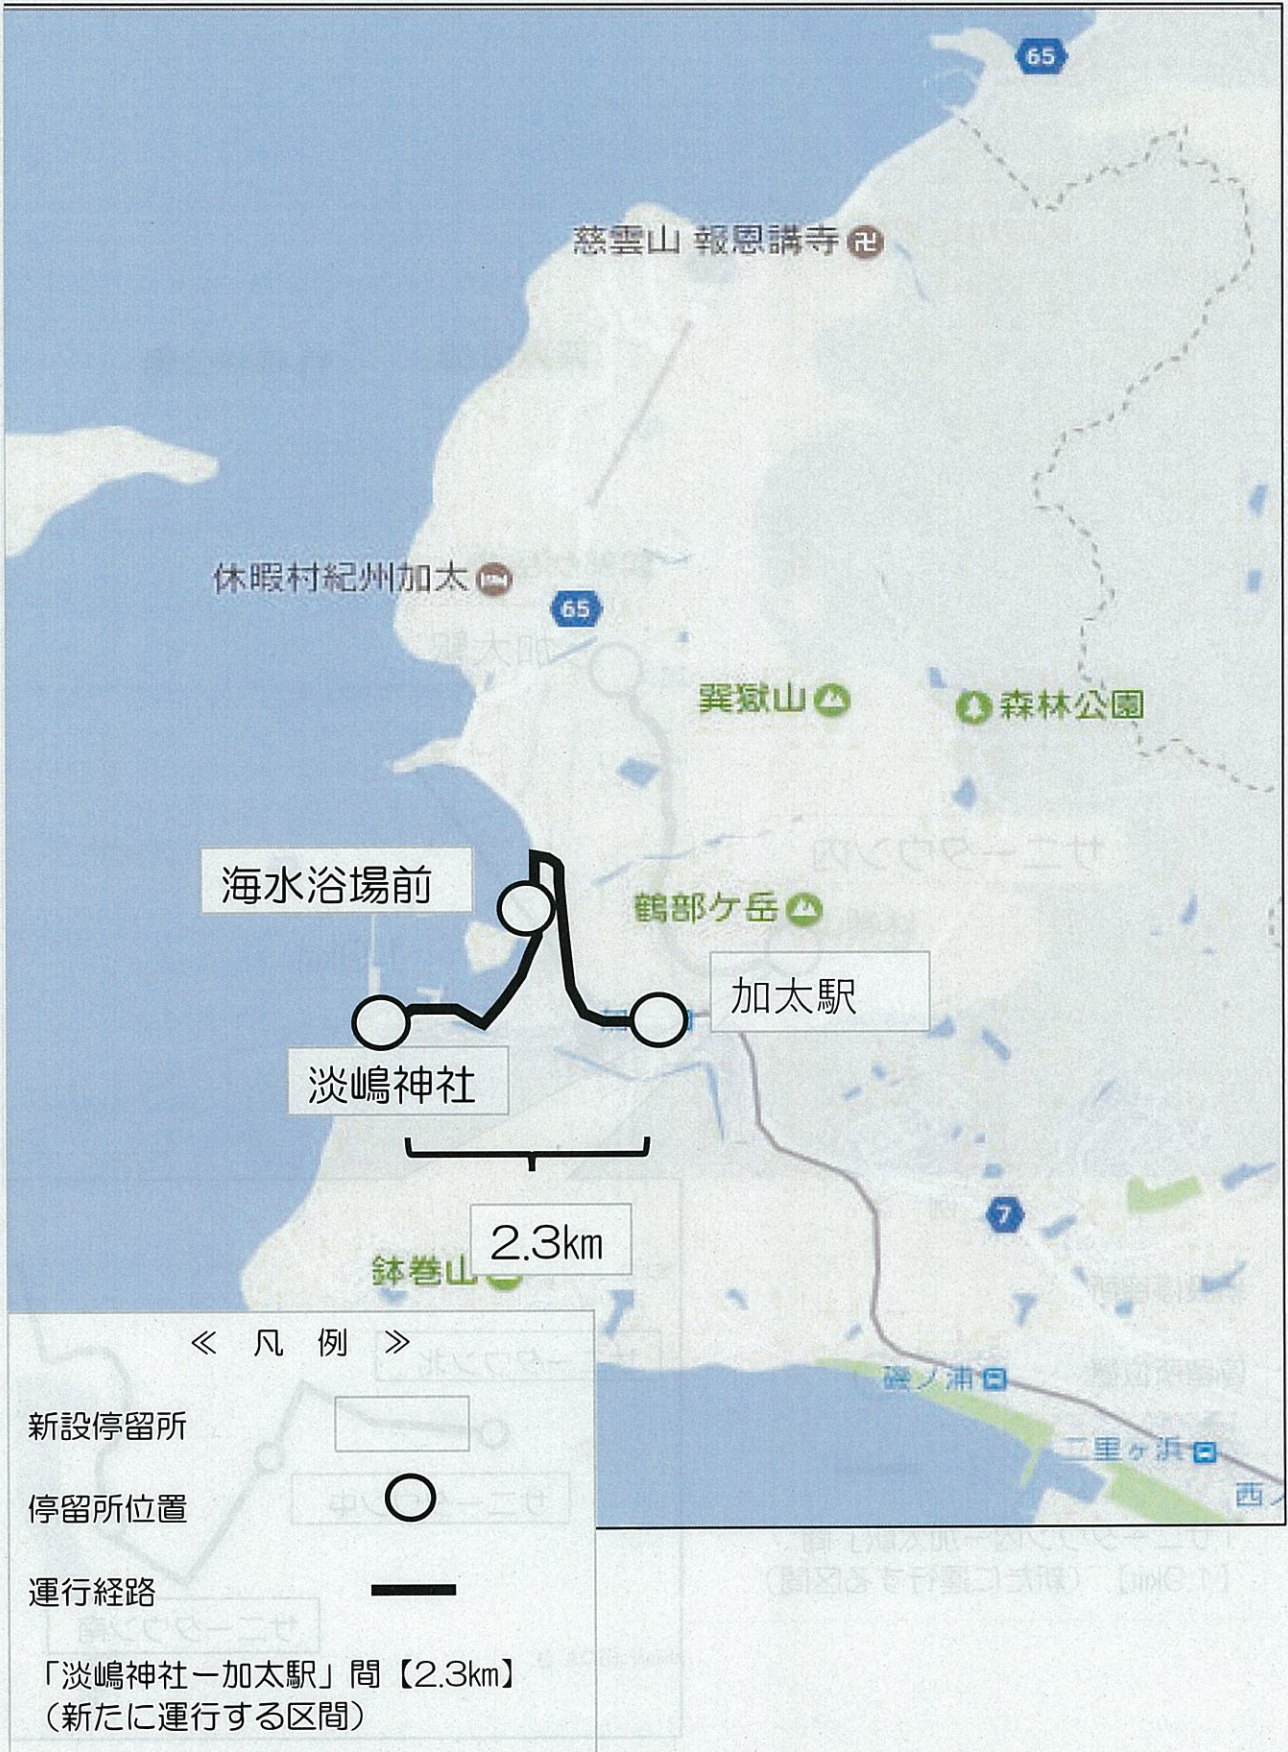 65
慈雲山 報恩講寺
休暇村紀州加太
65
巽獄山
森林公園
海水浴場前
鶴部ケ岳
加太駅
淡嶋神社
2.3km
鉢巻山
7
磯ノ浦
二里ヶ浜
西ノ
≪ 凡 例 ≫
新設停留所
停留所位置
運行経路
「淡嶋神社ー加太駅」間【2.3km】
（新たに運行する区間）